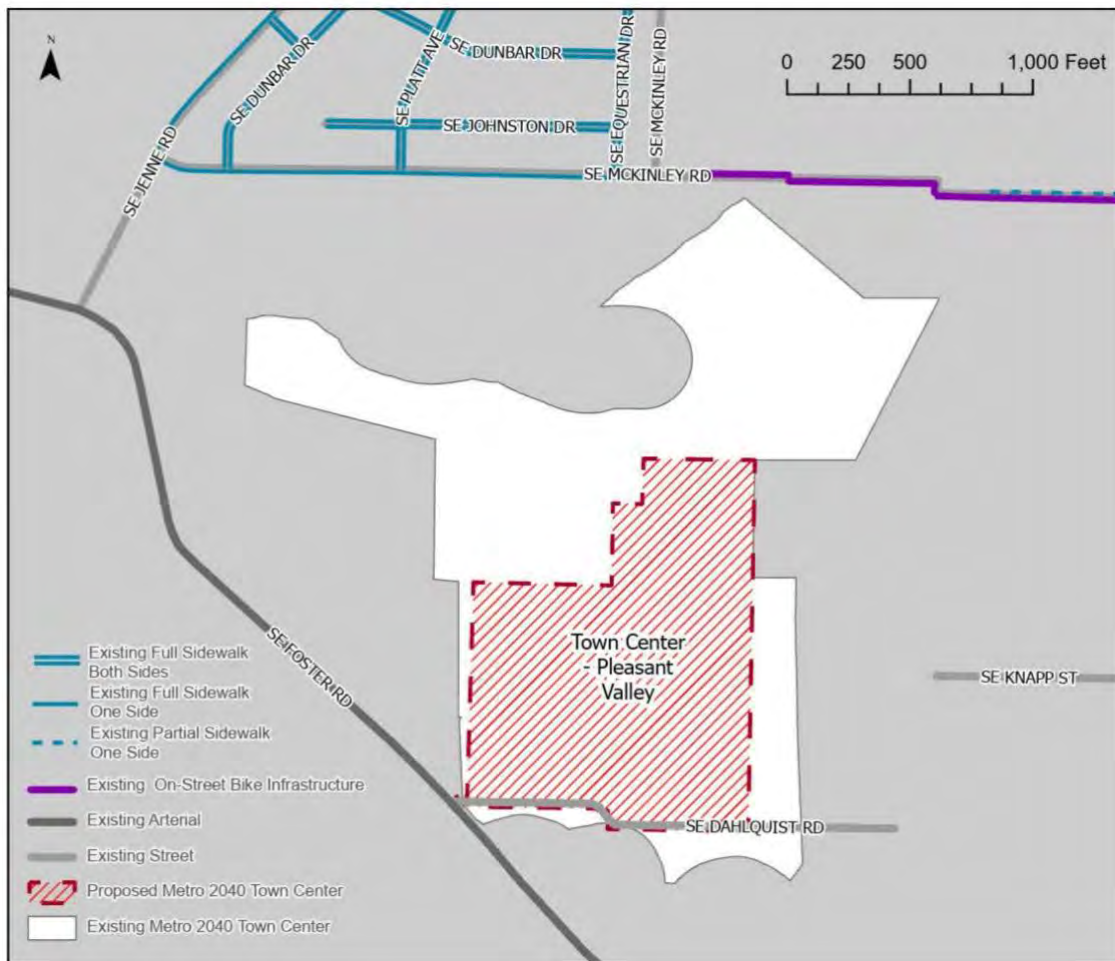 N
0 250 500 1,000 Feet
SE DUNBAR DR
SE PLATT AVE
SE DUNBAR DR
SE EQUESTRIAN DR
SE MCKINLEY RD
SE JOHNSTON DR
SE JENNE RD
SE MCKINLEY RD
SE FOSTER RD
Town Center
- Pleasant
Valley
SE KNAPP ST
SE DAHLQUIST RD
Existing Full Sidewalk
Both Sides
Existing Full Sidewalk
One Side
Existing Partial Sidewalk
One Side
Existing On-Street Bike Infrastructure
Existing Arterial
Existing Street
Proposed Metro 2040 Town Center
Existing Metro 2040 Town Center